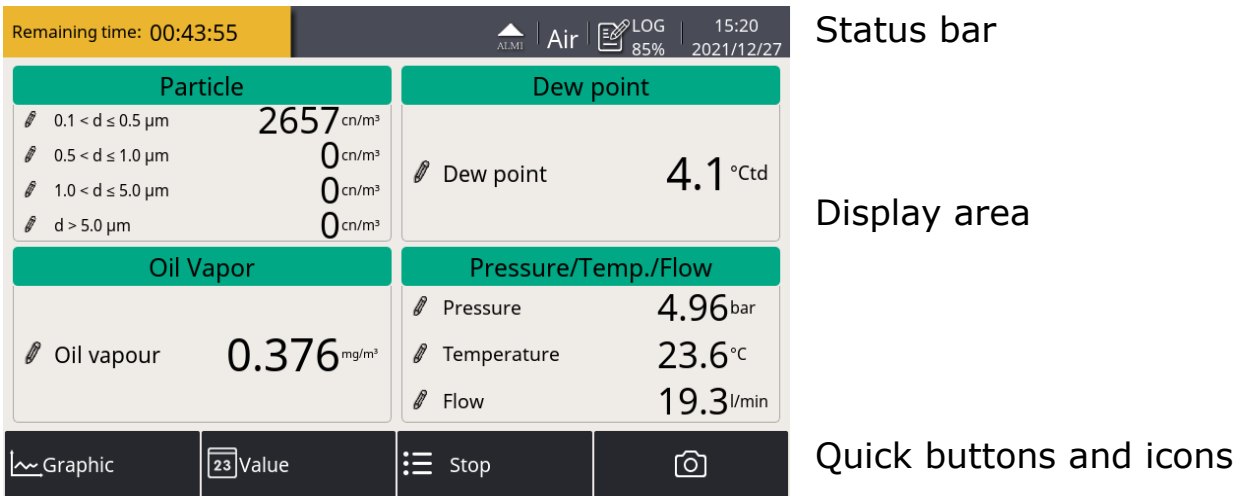 Remaining time: 00:43:55
ALMI
Air
LOG
85%
15:20
2021/12/27
Status bar
Particle
0.1 < d ≤ 0.5 µm 2657 cn/m³
0.5 < d ≤ 1.0 µm 0 cn/m³
1.0 < d ≤ 5.0 µm 0 cn/m³
d > 5.0 µm 0 cn/m³
Dew point
Dew point 4.1 °Ctd
Display area
Oil Vapor
Oil vapour 0.376 mg/m³
Pressure/Temp./Flow
Pressure 4.96 bar
Temperature 23.6 °C
Flow 19.3 l/min
Graphic
23 Value
Stop
Quick buttons and icons